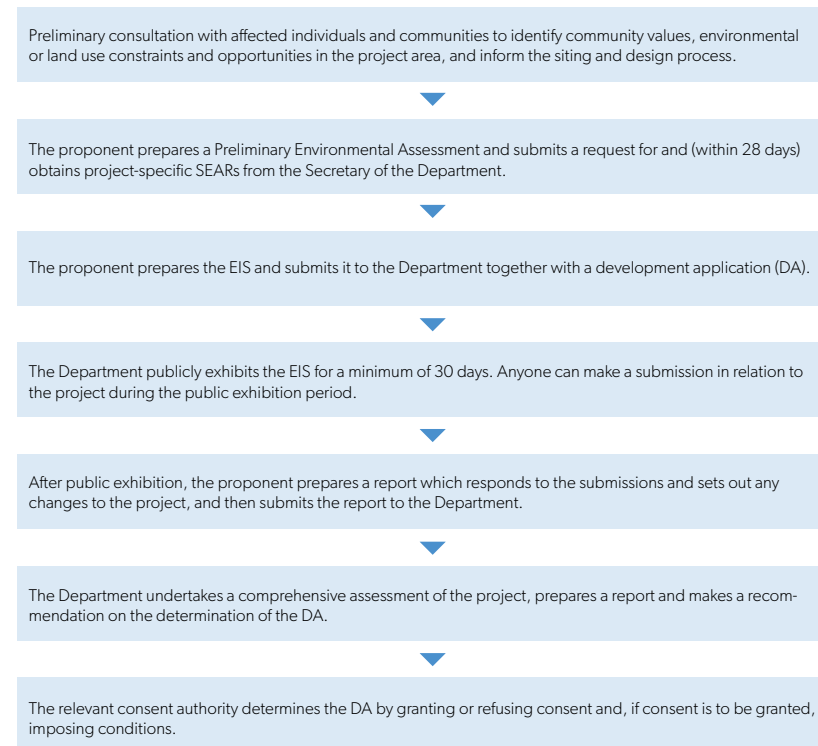 Preliminary consultation with affected individuals and communities to identify community values, environmental
or land use constraints and opportunities in the project area, and inform the siting and design process.
The proponent prepares a Preliminary Environmental Assessment and submits a request for and (within 28 days)
obtains project-specific SEARs from the Secretary of the Department.
The proponent prepares the EIS and submits it to the Department together with a development application (DA).
The Department publicly exhibits the EIS for a minimum of 30 days. Anyone can make a submission in relation to
the project during the public exhibition period.
After public exhibition, the proponent prepares a report which responds to the submissions and sets out any
changes to the project, and then submits the report to the Department.
The Department undertakes a comprehensive assessment of the project, prepares a report and makes a recom-
mendation on the determination of the DA.
The relevant consent authority determines the DA by granting or refusing consent and, if consent is to be granted,
imposing conditions.